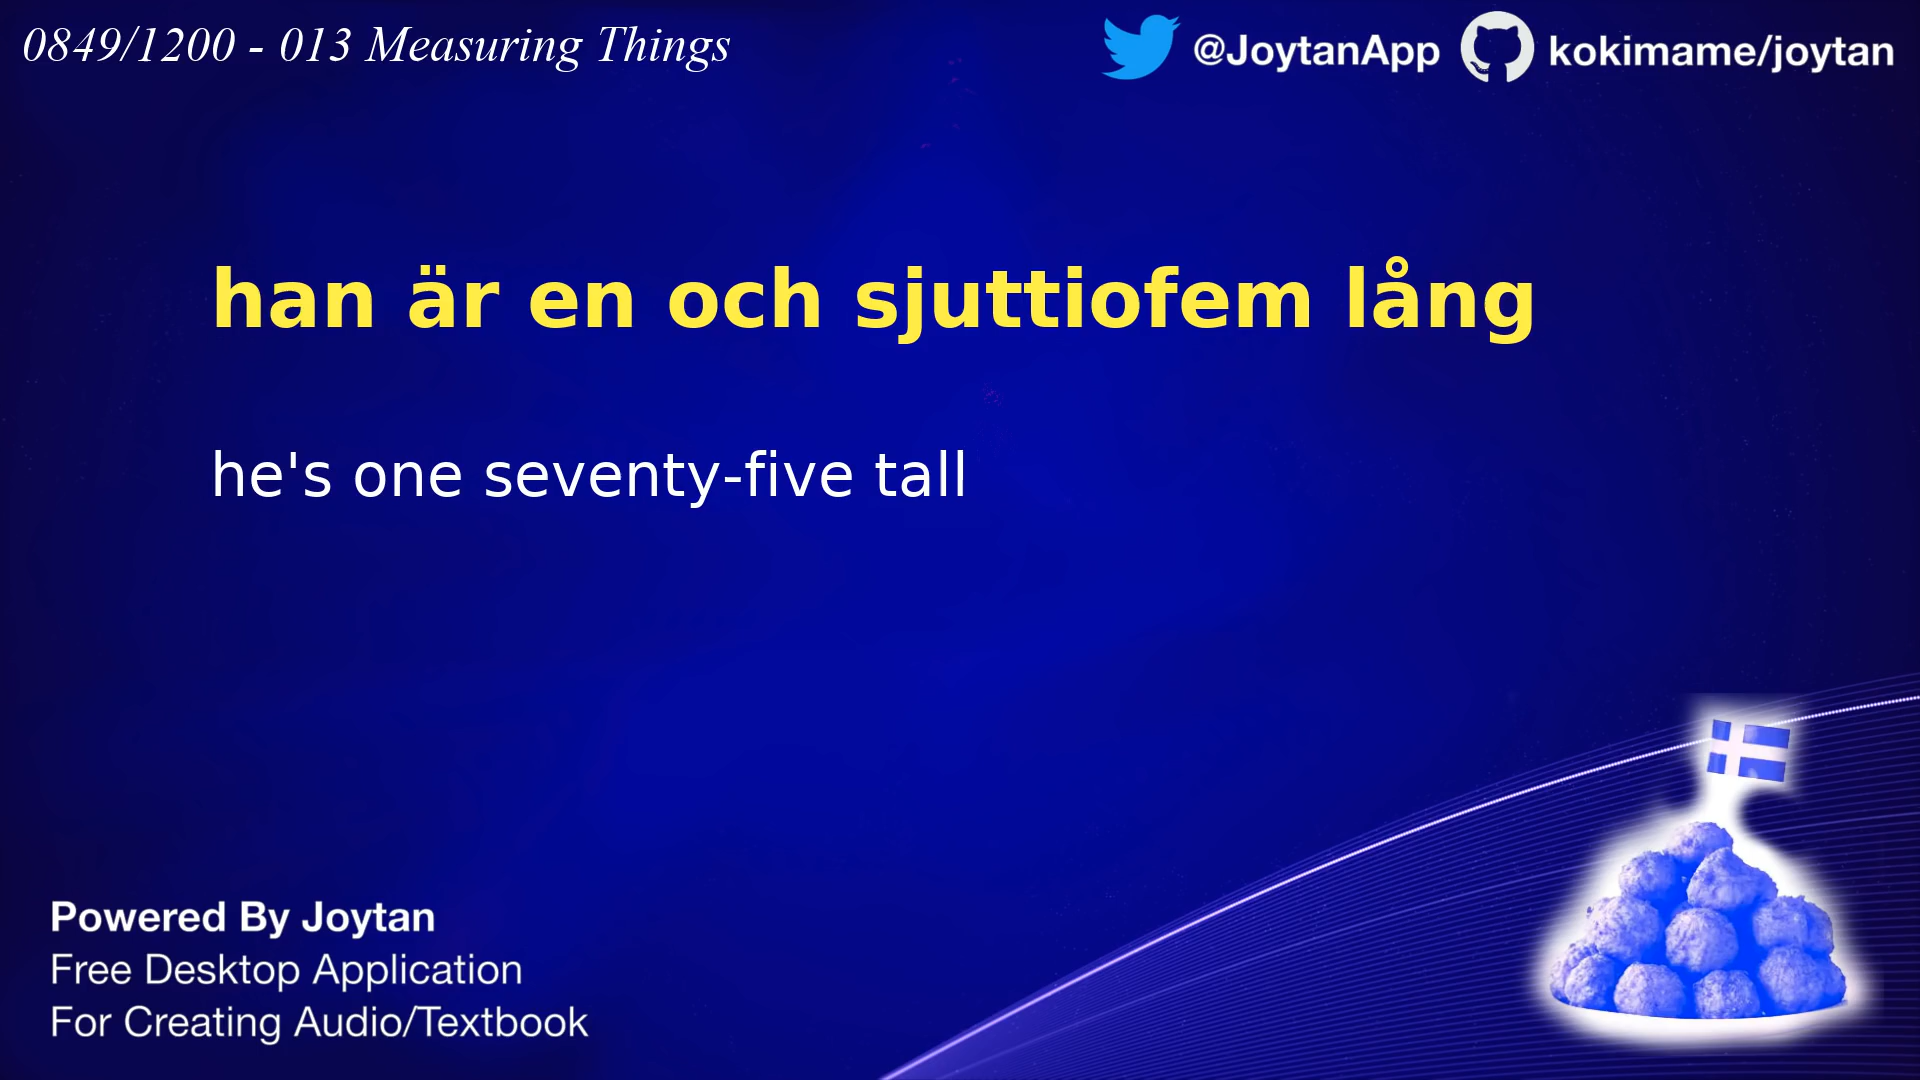 0849/1200 - 013 Measuring Things
@JoytanApp
kokimame/joytan
han är en och sjuttiofem lång
he's one seventy-five tall
Powered By Joytan
Free Desktop Application
For Creating Audio/Textbook